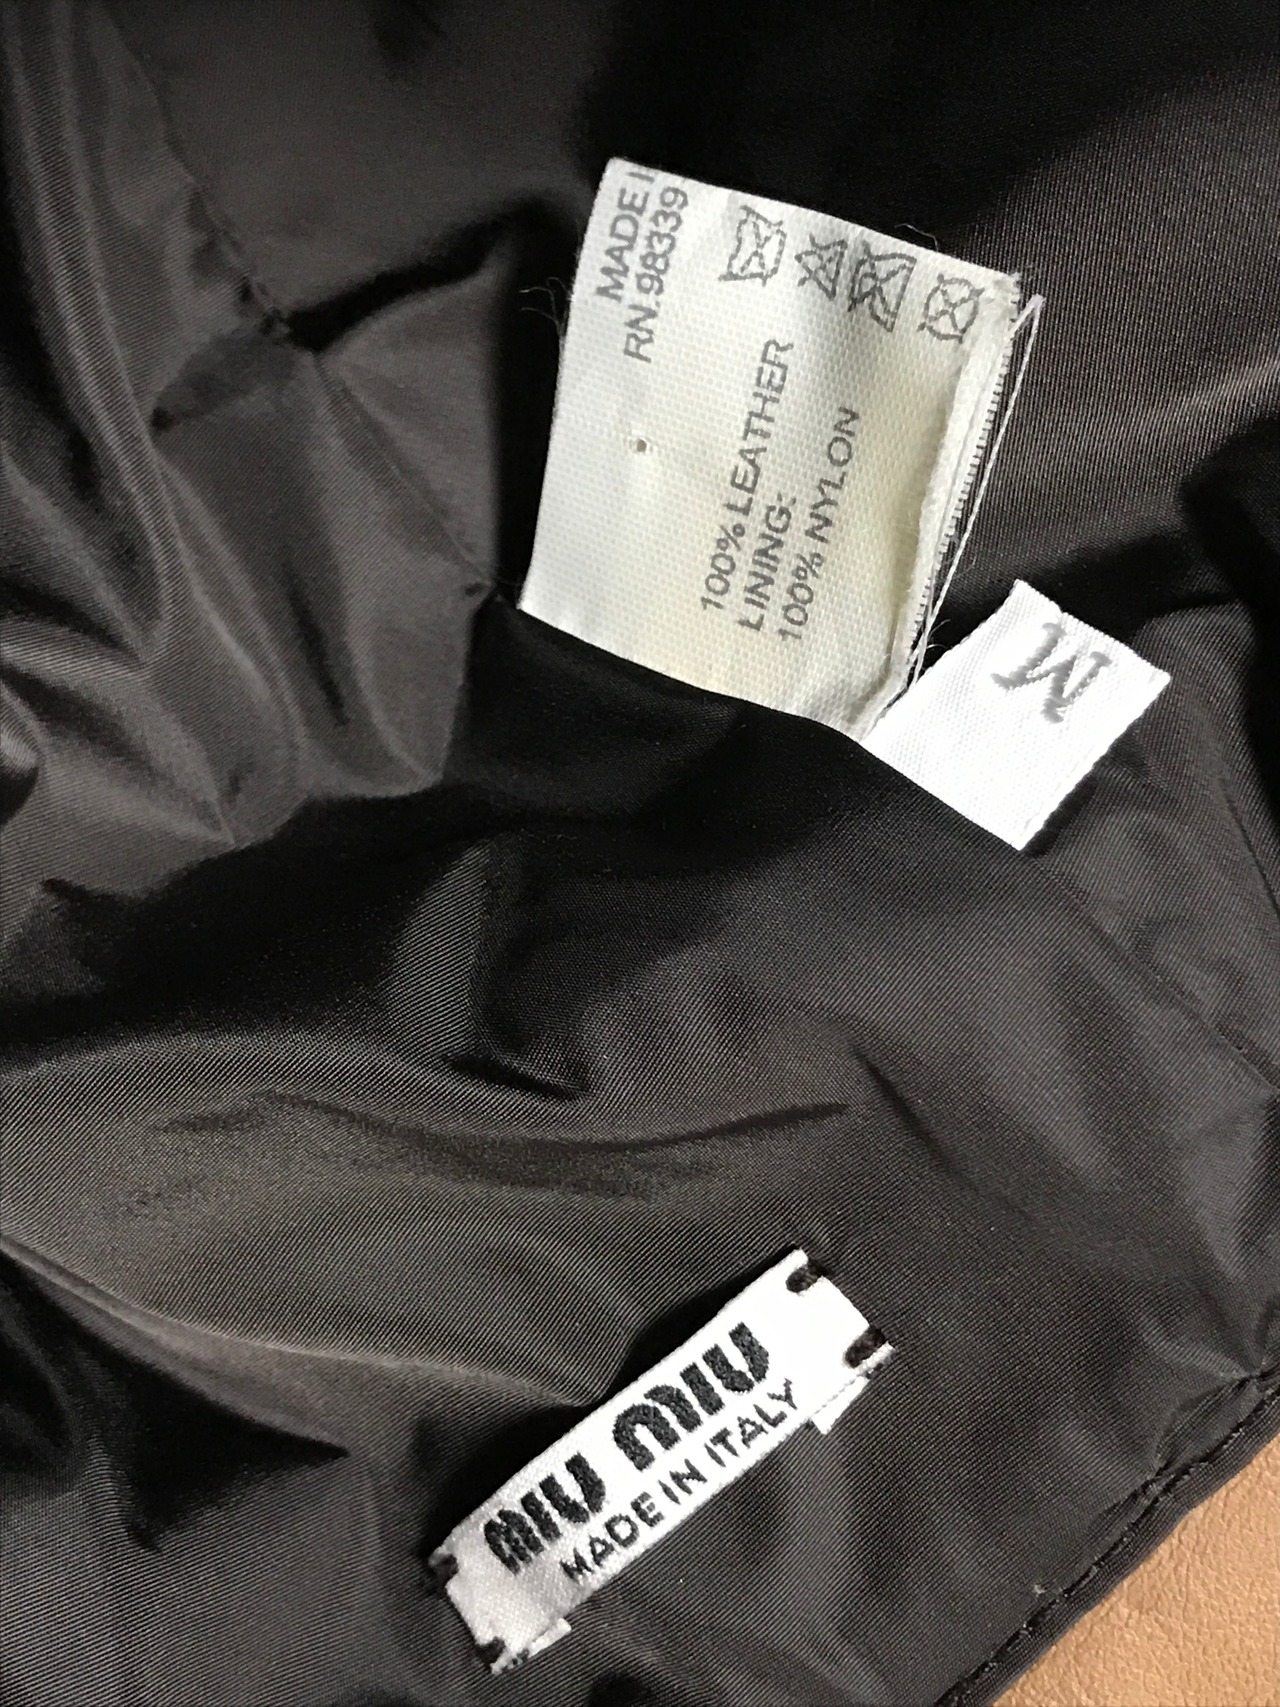 MADE I
RN.98339
100% LEATHER
LINING:
100% NYLON
M
MIU MIU
MADE IN ITALY